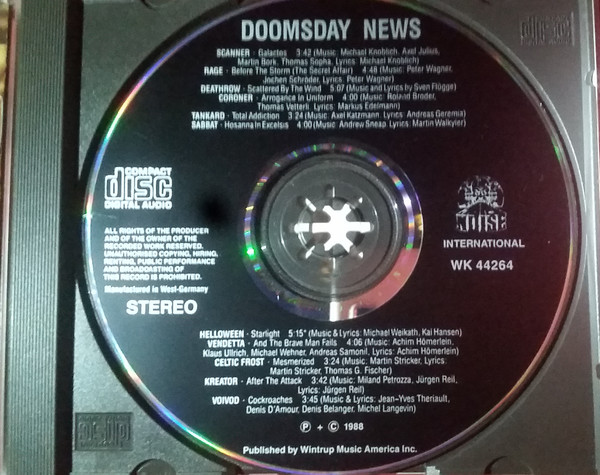 DOOMSDAY NEWS
SCANNER - Galactos 3:42 (Music: Michael Knoblich, Axel Julius,
Martin Bork, Thomas Sopha, Lyrics: Michael Knoblich)
RAGE - Before The Storm (The Secret Affair) 4:48 (Music: Peter Wagner,
Jochen Schröder, Lyrics: Peter Wagner)
DEATHROW - Scattered By The Wind 5:07 (Music and Lyrics by Sven Flügge)
CORONER - Arrogance In Uniform 4:00 (Music: Roland Broder,
Thomas Vetterli, Lyrics: Markus Edelmann)
TANKARD - Total Addiction 3:24 (Music: Axel Katzmann, Lyrics: Andreas Geremia)
SABBAT - Hosanna In Excelsis 4:00 (Music: Andrew Sneap, Lyrics: Martin Walkyier)
COMPACT
disc
DIGITAL AUDIO
ALL RIGHTS OF THE PRODUCER
AND OF THE OWNER OF THE
RECORDED WORK RESERVED.
UNAUTHORISED COPYING, HIRING,
RENTING, PUBLIC PERFORMANCE
AND BROADCASTING OF
THIS RECORD IS PROHIBITED.
Manufactured in West-Germany
STEREO
NOISE
INTERNATIONAL
WK 44264
HELLOWEEN - Starlight 5:15" (Music & Lyrics: Michael Weikath, Kai Hansen)
VENDETTA - And The Brave Man Fails 4:06 (Music: Achim Hömerlein,
Klaus Ullrich, Michael Wehner, Andreas Samonil, Lyrics: Achim Hömerlein)
CELTIC FROST - Mesmerized 3:24 (Music: Martin Stricker, Lyrics:
Martin Stricker, Thomas G. Fischer)
KREATOR - After The Attack 3:42 (Music: Miland Petrozza, Jürgen Reil,
Lyrics: Jürgen Reil)
VOIVOD - Cockroaches 3:45 (Music & Lyrics: Jean-Yves Theriault,
Denis D'Amour, Denis Belanger, Michel Langevin)
Ⓟ + © 1988
Published by Wintrup Music America Inc.